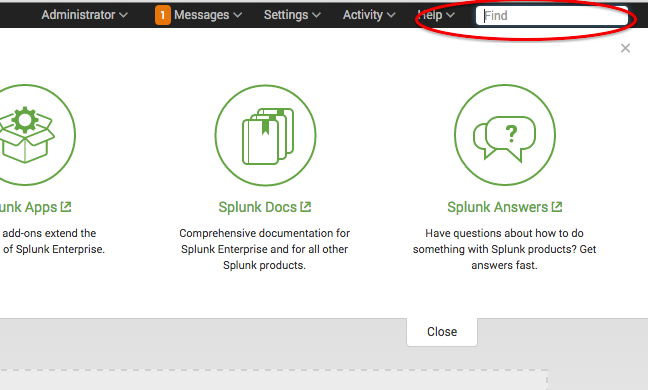 Administrator 1 Messages Settings Activity Help Find
unk Apps Splunk Docs Splunk Answers
add-ons extend the
of Splunk Enterprise.
Comprehensive documentation for
Splunk Enterprise and for all other
Splunk products.
Have questions about how to do
something with Splunk products? Get
answers fast.
Close